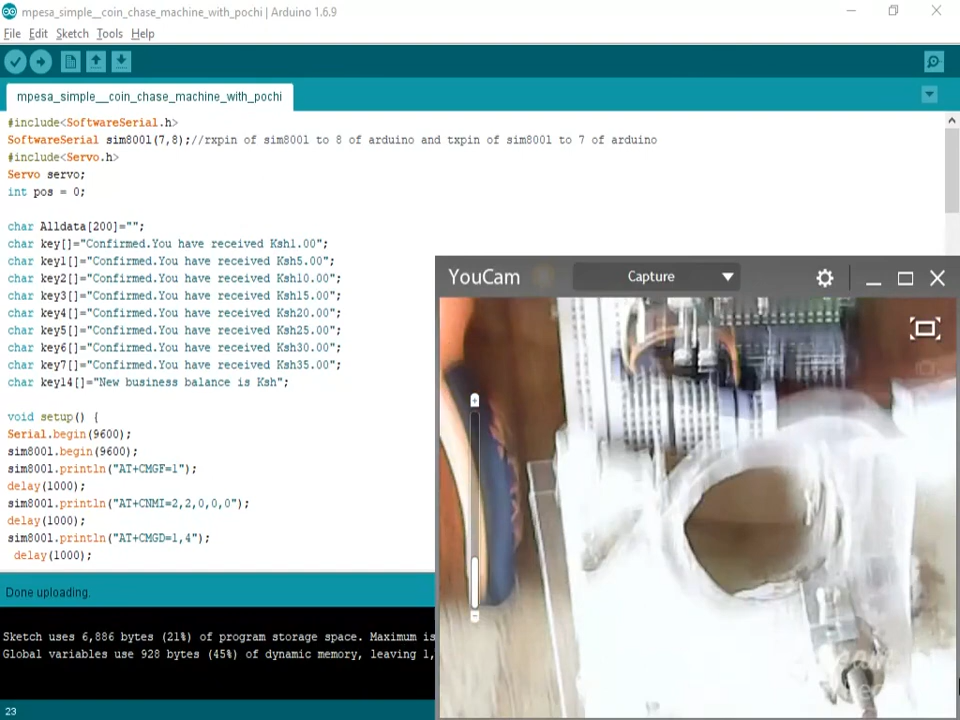 mpesa_simple__coin_chase_machine_with_pochi | Arduino 1.6.9
File Edit Sketch Tools Help
mpesa_simple__coin_chase_machine_with_pochi
#include<SoftwareSerial.h>
SoftwareSerial sim800l(7,8);//rxpin of sim800l to 8 of arduino and txpin of sim800l to 7 of arduino
#include<Servo.h>
Servo servo;
int pos = 0;
char Alldata[200]="";
char key[]="Confirmed.You have received Ksh1.00";
char key1[]="Confirmed.You have received Ksh5.00";
char key2[]="Confirmed.You have received Ksh10.00";
char key3[]="Confirmed.You have received Ksh15.00";
char key4[]="Confirmed.You have received Ksh20.00";
char key5[]="Confirmed.You have received Ksh25.00";
char key6[]="Confirmed.You have received Ksh30.00";
char key7[]="Confirmed.You have received Ksh35.00";
char key14[]="New business balance is Ksh";
void setup() {
Serial.begin(9600);
sim800l.begin(9600);
sim800l.println("AT+CMGF=1");
delay(1000);
sim800l.println("AT+CNMI=2,2,0,0,0");
delay(1000);
sim800l.println("AT+CMGD=1,4");
delay(1000);
YouCam
Capture
Done uploading.
Sketch uses 6,886 bytes (21%) of program storage space. Maximum is
Global variables use 928 bytes (45%) of dynamic memory, leaving 1,
23